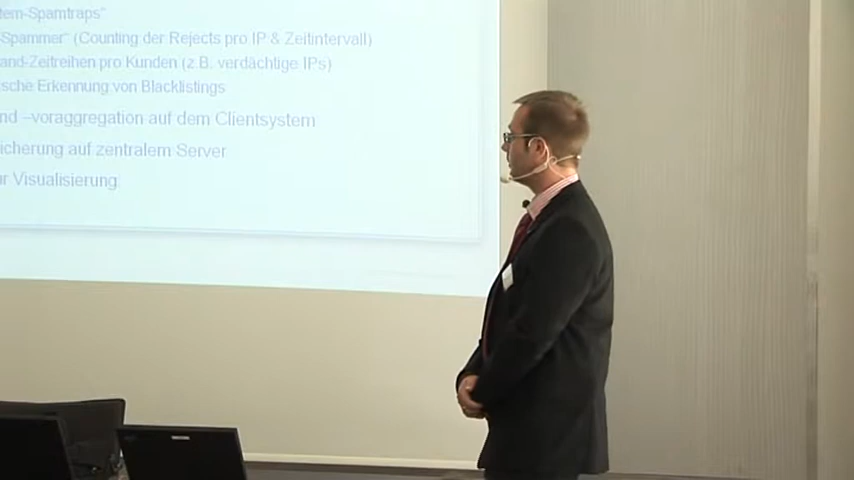 tem-Spamtraps"
-Spammer" (Counting der Rejects pro IP & Zeitintervall)
and-Zeitreihen pro Kunden (z.B. verdächtige IPs)
sche Erkennung von Blacklistings
nd –voraggregation auf dem Clientsystem
icherung auf zentralem Server
ur Visualisierung